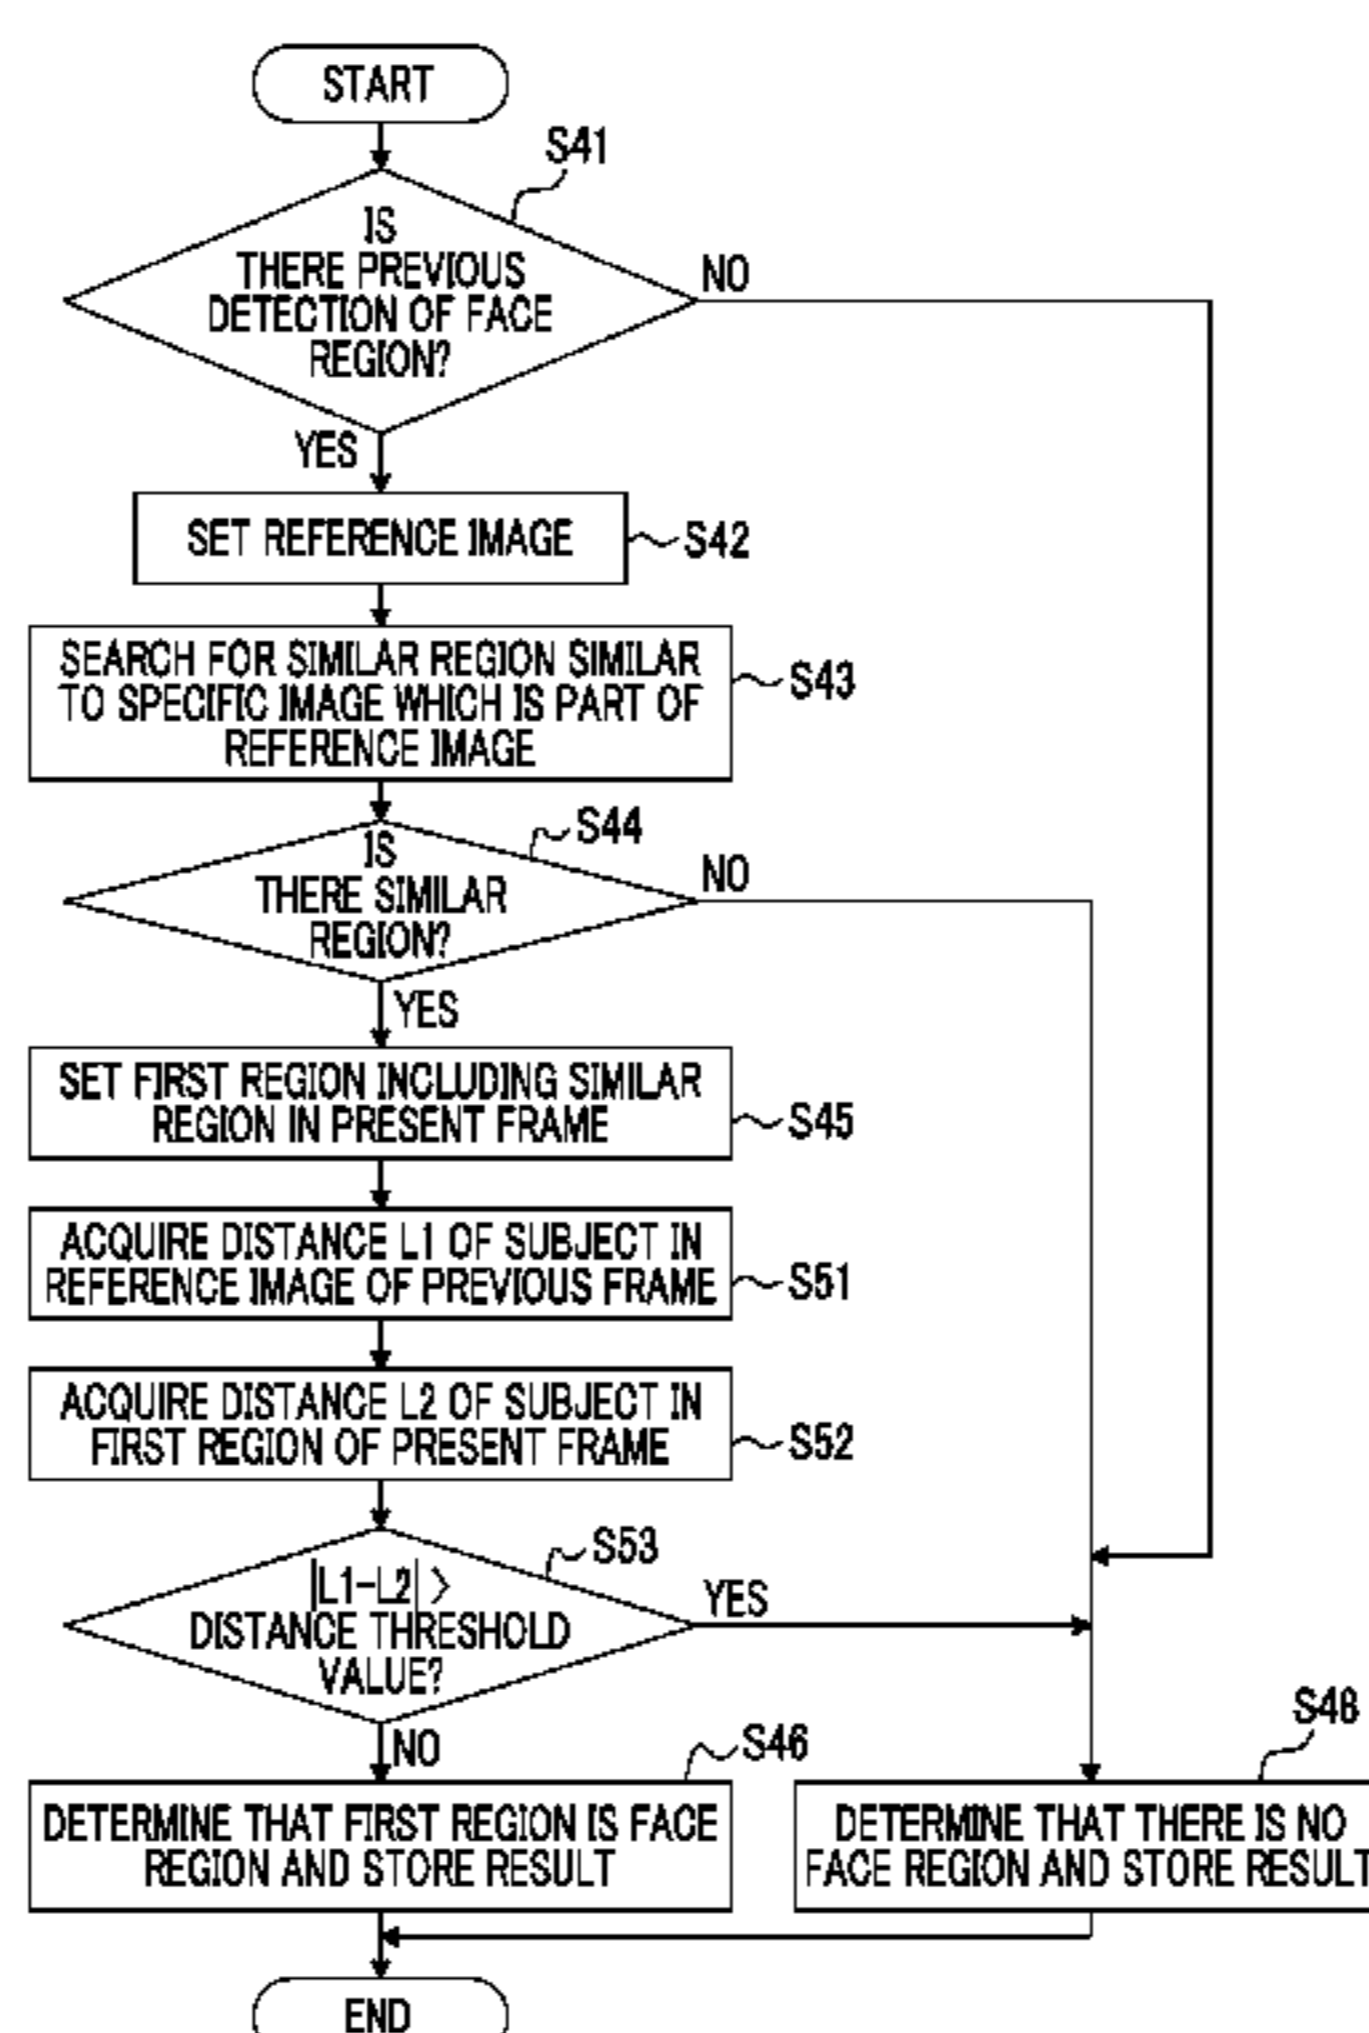 START
S41
IS
THERE PREVIOUS
DETECTION OF FACE
REGION?
NO
YES
SET REFERENCE IMAGE
S42
SEARCH FOR SIMILAR REGION SIMILAR
TO SPECIFIC IMAGE WHICH IS PART OF
REFERENCE IMAGE
S43
S44
IS
THERE SIMILAR
REGION?
NO
YES
SET FIRST REGION INCLUDING SIMILAR
REGION IN PRESENT FRAME
S45
ACQUIRE DISTANCE L1 OF SUBJECT IN
REFERENCE IMAGE OF PREVIOUS FRAME
S51
ACQUIRE DISTANCE L2 OF SUBJECT IN
FIRST REGION OF PRESENT FRAME
S52
S53
|L1-L2| >
DISTANCE THRESHOLD
VALUE?
YES
NO
S46
DETERMINE THAT FIRST REGION IS FACE
REGION AND STORE RESULT
S48
DETERMINE THAT THERE IS NO
FACE REGION AND STORE RESULT
END